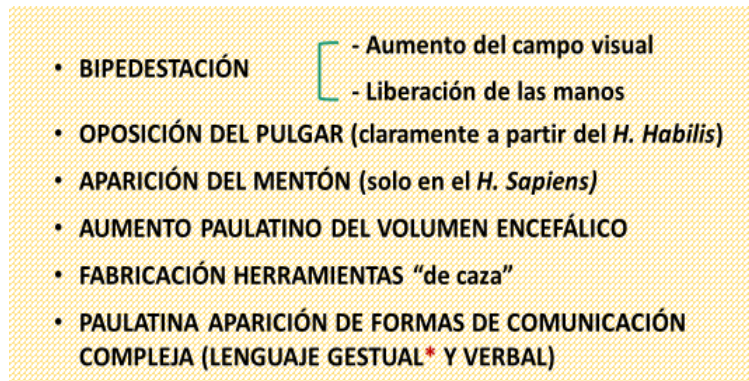 • BIPEDESTACIÓN
- Aumento del campo visual
- Liberación de las manos
• OPOSICIÓN DEL PULGAR (claramente a partir del H. Habilis)
• APARICIÓN DEL MENTÓN (solo en el H. Sapiens)
• AUMENTO PAULATINO DEL VOLUMEN ENCEFÁLICO
• FABRICACIÓN HERRAMIENTAS “de caza”
• PAULATINA APARICIÓN DE FORMAS DE COMUNICACIÓN
COMPLEJA (LENGUAJE GESTUAL* Y VERBAL)